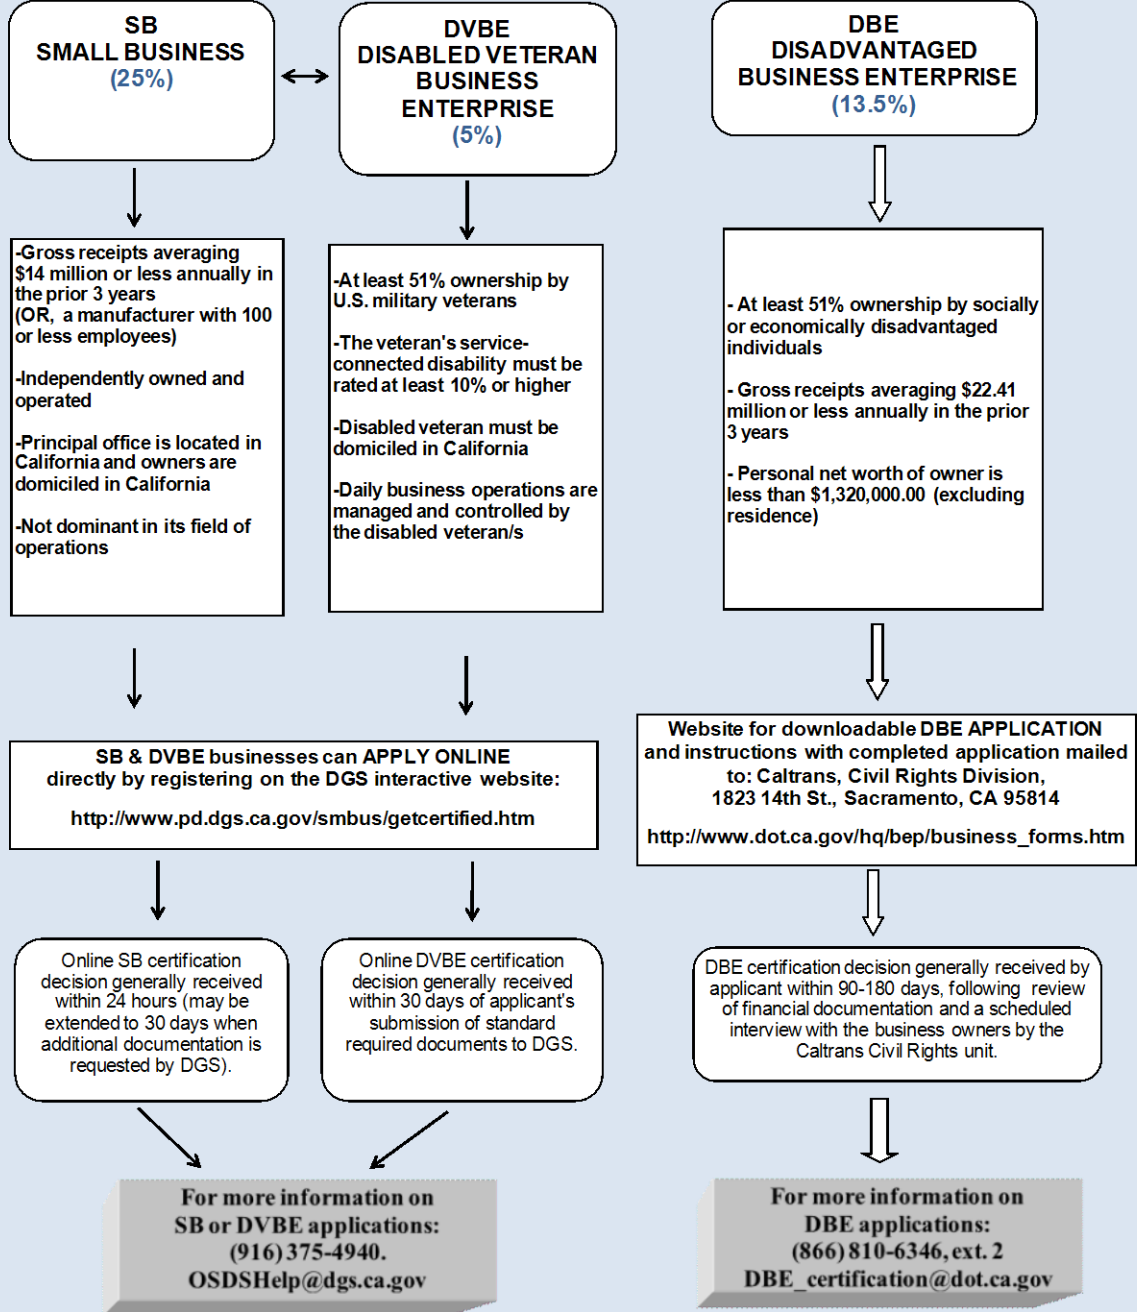 SB
SMALL BUSINESS
(25%)
DVBE
DISABLED VETERAN
BUSINESS
ENTERPRISE
(5%)
DBE
DISADVANTAGED
BUSINESS ENTERPRISE
(13.5%)
-Gross receipts averaging
$14 million or less annually in
the prior 3 years
(OR, a manufacturer with 100
or less employees)
-Independently owned and
operated
-Principal office is located in
California and owners are
domiciled in California
-Not dominant in its field of
operations
-At least 51% ownership by
U.S. military veterans
-The veteran's service-
connected disability must be
rated at least 10% or higher
-Disabled veteran must be
domiciled in California
-Daily business operations are
managed and controlled by
the disabled veteran/s
- At least 51% ownership by socially
or economically disadvantaged
individuals
- Gross receipts averaging $22.41
million or less annually in the prior
3 years
- Personal net worth of owner is
less than $1,320,000.00 (excluding
residence)
SB & DVBE businesses can APPLY ONLINE
directly by registering on the DGS interactive website:
http://www.pd.dgs.ca.gov/smbus/getcertified.htm
Website for downloadable DBE APPLICATION
and instructions with completed application mailed
to: Caltrans, Civil Rights Division,
1823 14th St., Sacramento, CA 95814
http://www.dot.ca.gov/hq/bep/business_forms.htm
Online SB certification
decision generally received
within 24 hours (may be
extended to 30 days when
additional documentation is
requested by DGS).
Online DVBE certification
decision generally received
within 30 days of applicant's
submission of standard
required documents to DGS.
DBE certification decision generally received by
applicant within 90-180 days, following review
of financial documentation and a scheduled
interview with the business owners by the
Caltrans Civil Rights unit.
For more information on
SB or DVBE applications:
(916) 375-4940.
OSDSHelp@dgs.ca.gov
For more information on
DBE applications:
(866) 810-6346, ext. 2
DBE_certification@dot.ca.gov